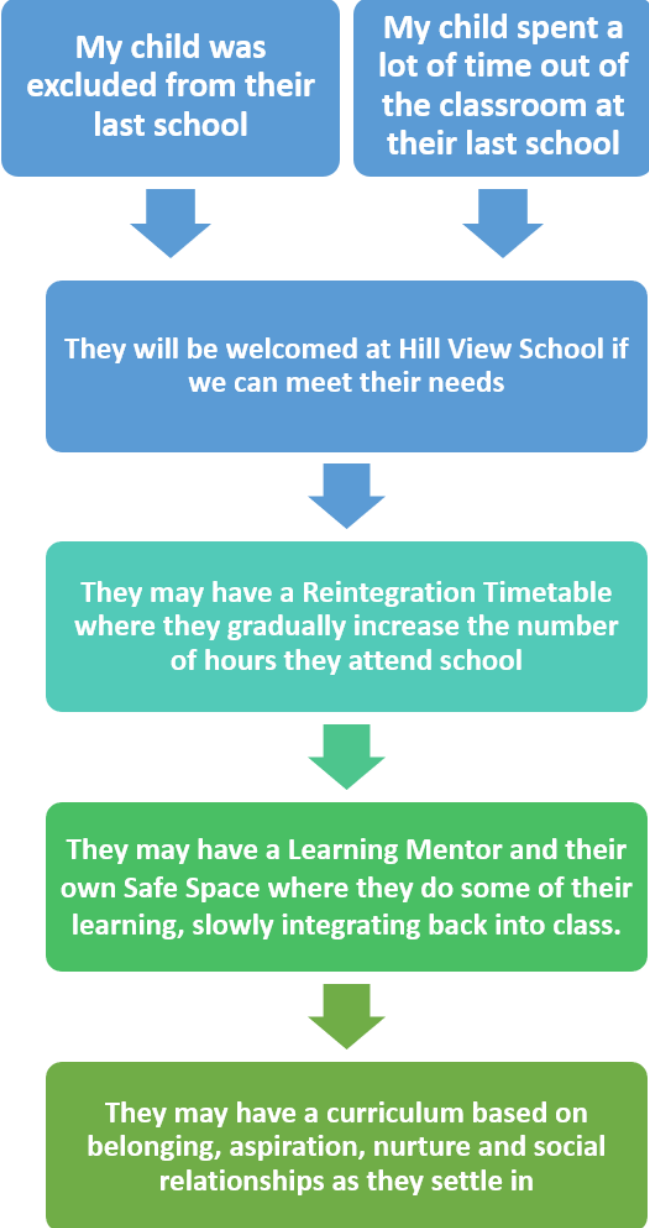 My child was
excluded from their
last school
My child spent a
lot of time out of
the classroom at
their last school
They will be welcomed at Hill View School if
we can meet their needs
They may have a Reintegration Timetable
where they gradually increase the number
of hours they attend school
They may have a Learning Mentor and their
own Safe Space where they do some of their
learning, slowly integrating back into class.
They may have a curriculum based on
belonging, aspiration, nurture and social
relationships as they settle in